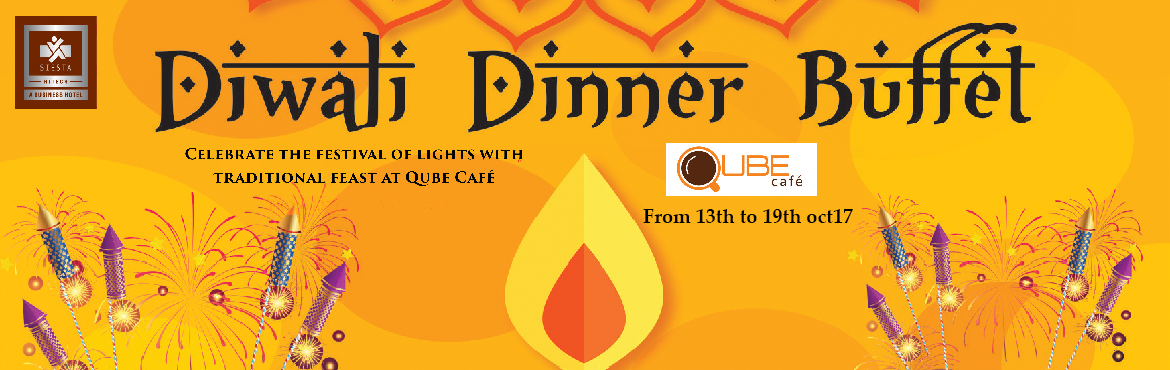 SIESTA
HITECH
A BUSINESS HOTEL
Diwali Dinner Buffet
Celebrate the festival of lights with
traditional feast at Qube Café
QUBE
café
From 13th to 19th oct17